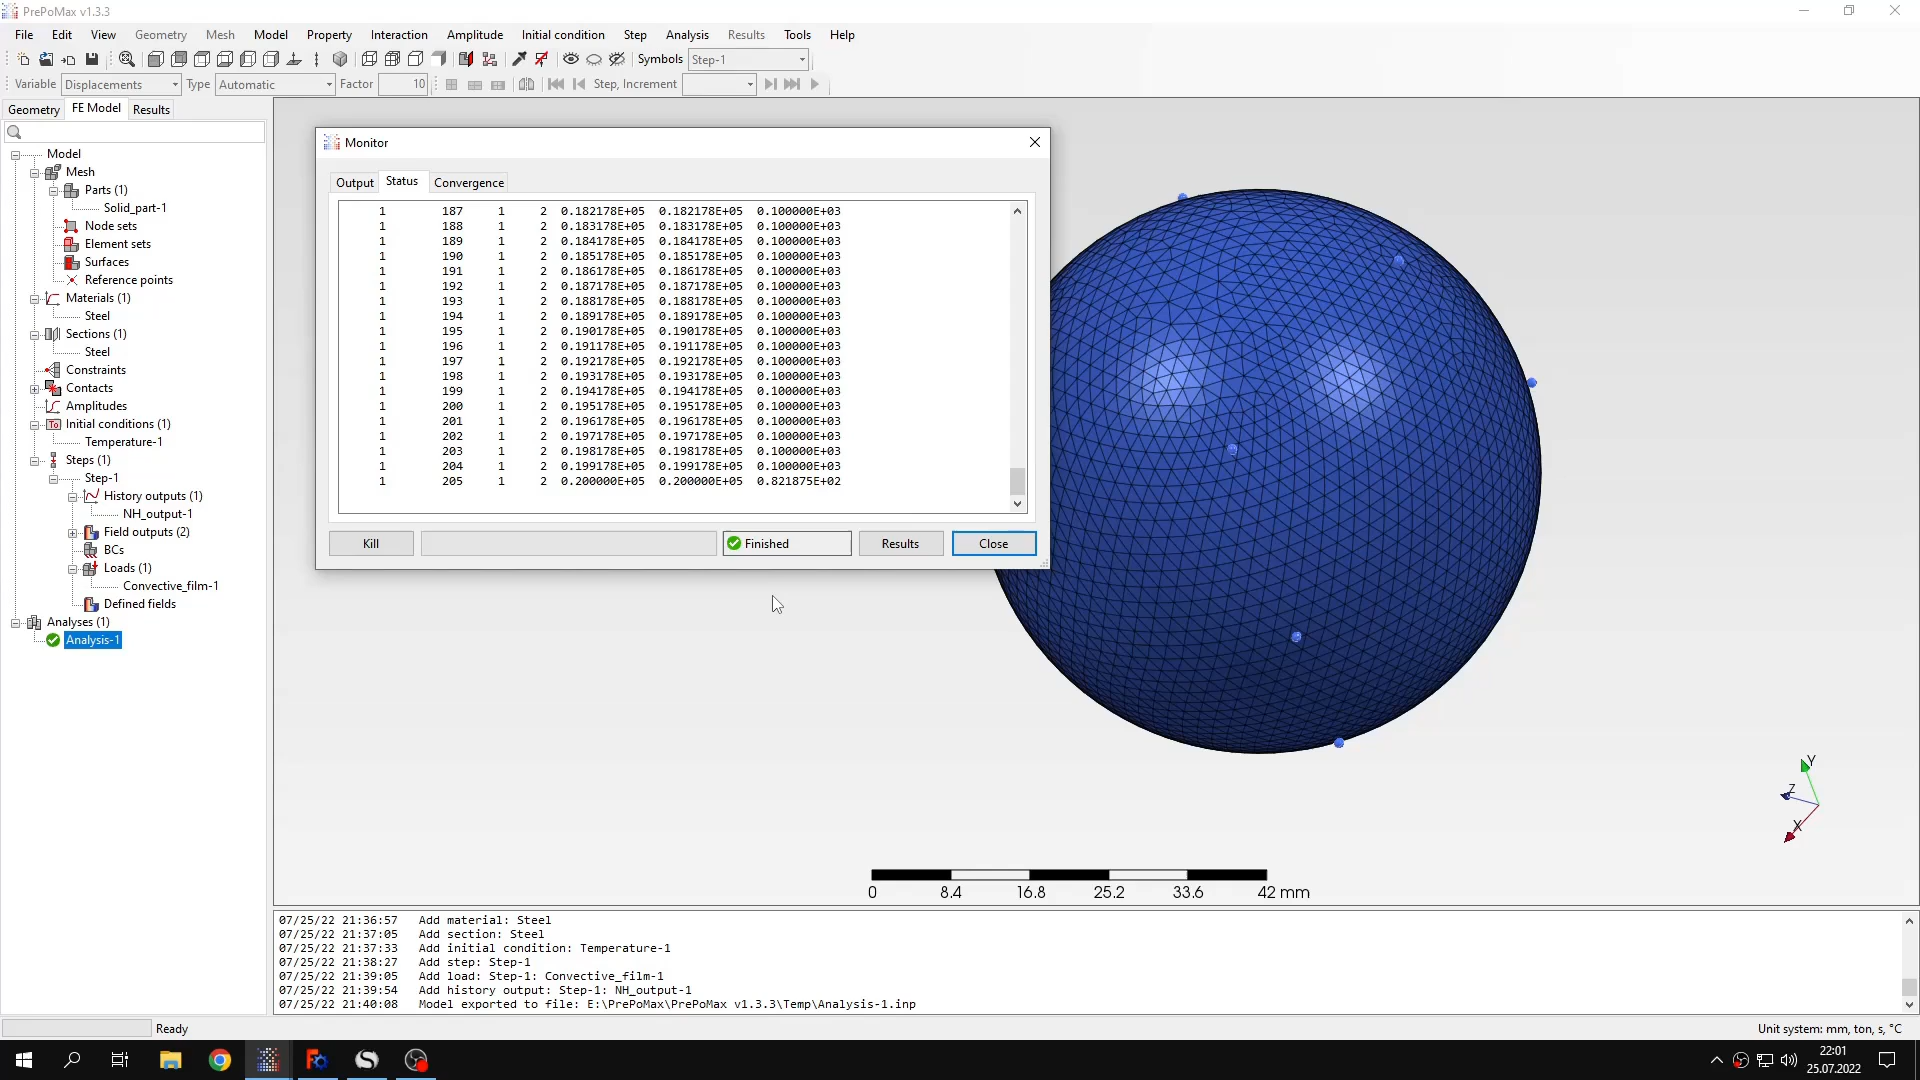 PrePoMax v1.3.3
File Edit View Geometry Mesh Model Property Interaction Amplitude Initial condition Step Analysis Results Tools Help
Symbols Step-1
Variable Displacements Type Automatic Factor 10 Step, Increment
Geometry FE Model Results
Model
Mesh
Parts (1)
Solid_part-1
Node sets
Element sets
Surfaces
Reference points
Materials (1)
Steel
Sections (1)
Steel
Constraints
Contacts
Amplitudes
Initial conditions (1)
Temperature-1
Steps (1)
Step-1
History outputs (1)
NH_output-1
Field outputs (2)
BCs
Loads (1)
Convective_film-1
Defined fields
Analyses (1)
Analysis-1
Monitor
Output Status Convergence
1 187 1 2 0.182178E+05 0.182178E+05 0.100000E+03
1 188 1 2 0.183178E+05 0.183178E+05 0.100000E+03
1 189 1 2 0.184178E+05 0.184178E+05 0.100000E+03
1 190 1 2 0.185178E+05 0.185178E+05 0.100000E+03
1 191 1 2 0.186178E+05 0.186178E+05 0.100000E+03
1 192 1 2 0.187178E+05 0.187178E+05 0.100000E+03
1 193 1 2 0.188178E+05 0.188178E+05 0.100000E+03
1 194 1 2 0.189178E+05 0.189178E+05 0.100000E+03
1 195 1 2 0.190178E+05 0.190178E+05 0.100000E+03
1 196 1 2 0.191178E+05 0.191178E+05 0.100000E+03
1 197 1 2 0.192178E+05 0.192178E+05 0.100000E+03
1 198 1 2 0.193178E+05 0.193178E+05 0.100000E+03
1 199 1 2 0.194178E+05 0.194178E+05 0.100000E+03
1 200 1 2 0.195178E+05 0.195178E+05 0.100000E+03
1 201 1 2 0.196178E+05 0.196178E+05 0.100000E+03
1 202 1 2 0.197178E+05 0.197178E+05 0.100000E+03
1 203 1 2 0.198178E+05 0.198178E+05 0.100000E+03
1 204 1 2 0.199178E+05 0.199178E+05 0.100000E+03
1 205 1 2 0.200000E+05 0.200000E+05 0.821875E+02
Kill Finished Results Close
Y
Z
X
0 8.4 16.8 25.2 33.6 42 mm
07/25/22 21:36:57 Add material: Steel
07/25/22 21:37:05 Add section: Steel
07/25/22 21:37:33 Add initial condition: Temperature-1
07/25/22 21:38:27 Add step: Step-1
07/25/22 21:39:05 Add load: Step-1: Convective_film-1
07/25/22 21:39:54 Add history output: Step-1: NH_output-1
07/25/22 21:40:08 Model exported to file: E:\PrePoMax\PrePoMax v1.3.3\Temp\Analysis-1.inp
Ready Unit system: mm, ton, s, °C
22:01
25.07.2022